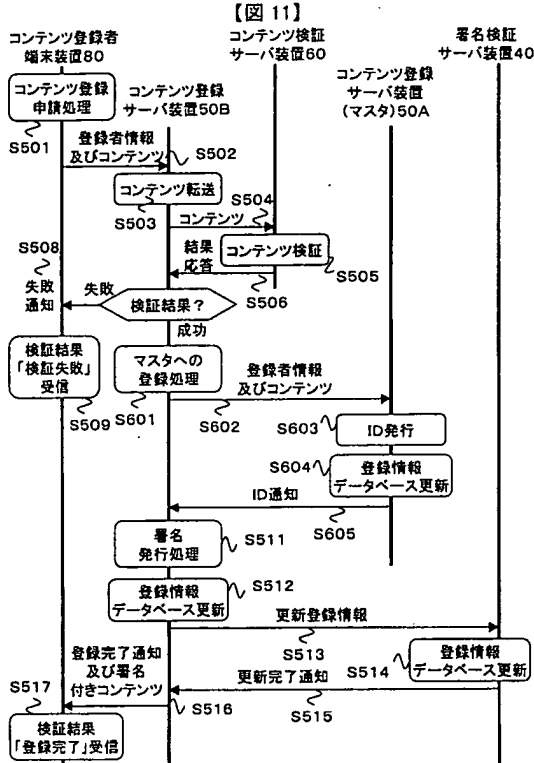 【図11】
コンテンツ登録者
端末装置80
コンテンツ登録
サーバ装置50B
コンテンツ検証
サーバ装置60
コンテンツ登録
サーバ装置
(マスタ)50A
署名検証
サーバ装置40
コンテンツ登録
申請処理
S501
登録者情報
及びコンテンツ
S502
コンテンツ転送
S503
S504
コンテンツ
コンテンツ検証
S505
結果
応答
S506
検証結果?
S508
失敗
通知
失敗
成功
検証結果
「検証失敗」
受信
S509
マスタへの
登録処理
S601
登録者情報
及びコンテンツ
S602
S603
ID発行
S604
登録情報
データベース更新
ID通知
S605
署名
発行処理
S511
登録情報
データベース更新
S512
更新登録情報
S513
登録情報
データベース更新
S514
更新完了通知
S515
登録完了通知
及び署名
付きコンテンツ
S516
S517
検証結果
「登録完了」受信